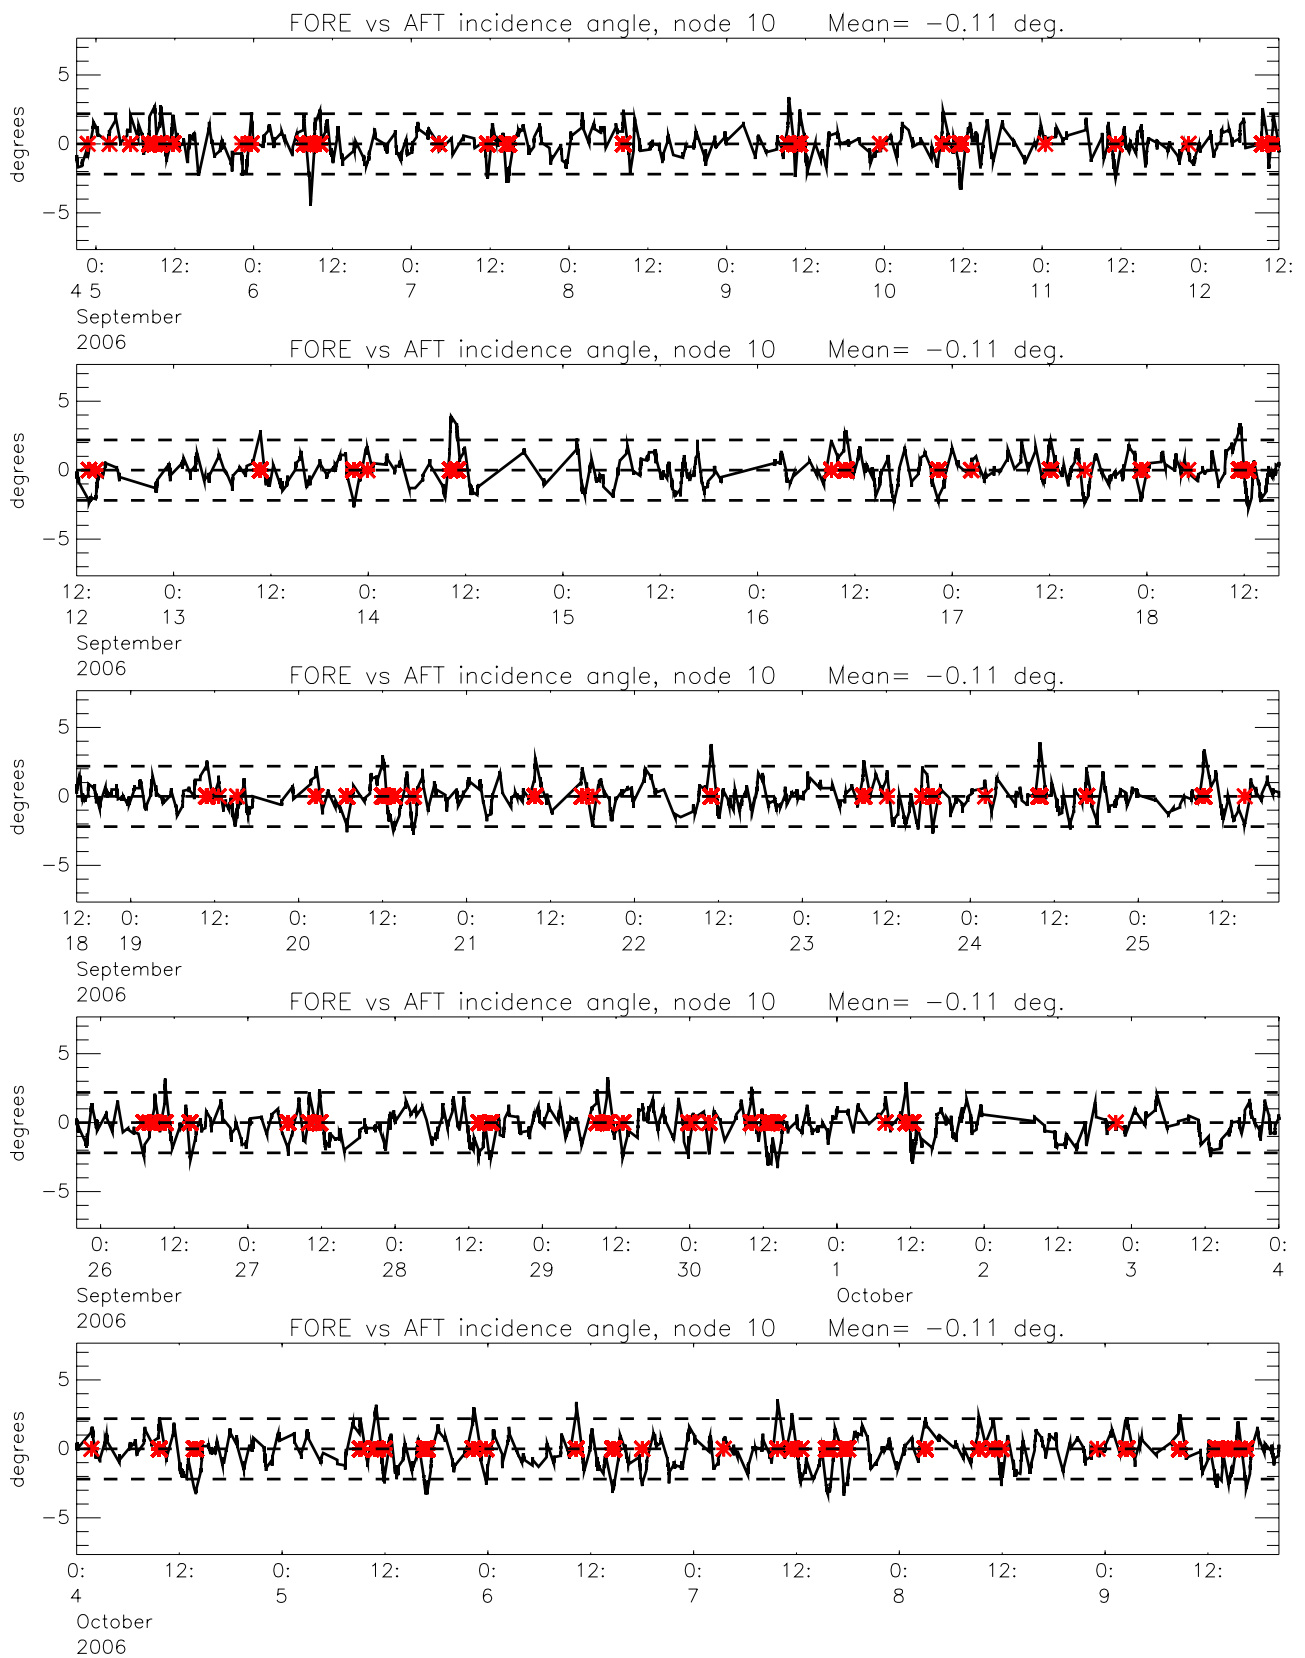 FORE vs AFT incidence angle, node 10 Mean= −0.11 deg.
5
0
−5
degrees
0: 12: 0: 12: 0: 12: 0: 12: 0: 12: 0: 12: 0: 12: 0: 12:
4 5 6 7 8 9 10 11 12
September
2006
FORE vs AFT incidence angle, node 10 Mean= −0.11 deg.
5
0
−5
degrees
12: 0: 12: 0: 12: 0: 12: 0: 12: 0: 12: 0: 12:
12 13 14 15 16 17 18
September
2006
FORE vs AFT incidence angle, node 10 Mean= −0.11 deg.
5
0
−5
degrees
12: 0: 12: 0: 12: 0: 12: 0: 12: 0: 12: 0: 12: 0: 12:
18 19 20 21 22 23 24 25
September
2006
FORE vs AFT incidence angle, node 10 Mean= −0.11 deg.
5
0
−5
degrees
0: 12: 0: 12: 0: 12: 0: 12: 0: 12: 0: 12: 0: 12: 0: 12: 0:
26 27 28 29 30 1 2 3 4
September October
2006
FORE vs AFT incidence angle, node 10 Mean= −0.11 deg.
5
0
−5
degrees
0: 12: 0: 12: 0: 12: 0: 12: 0: 12: 0: 12:
4 5 6 7 8 9
October
2006